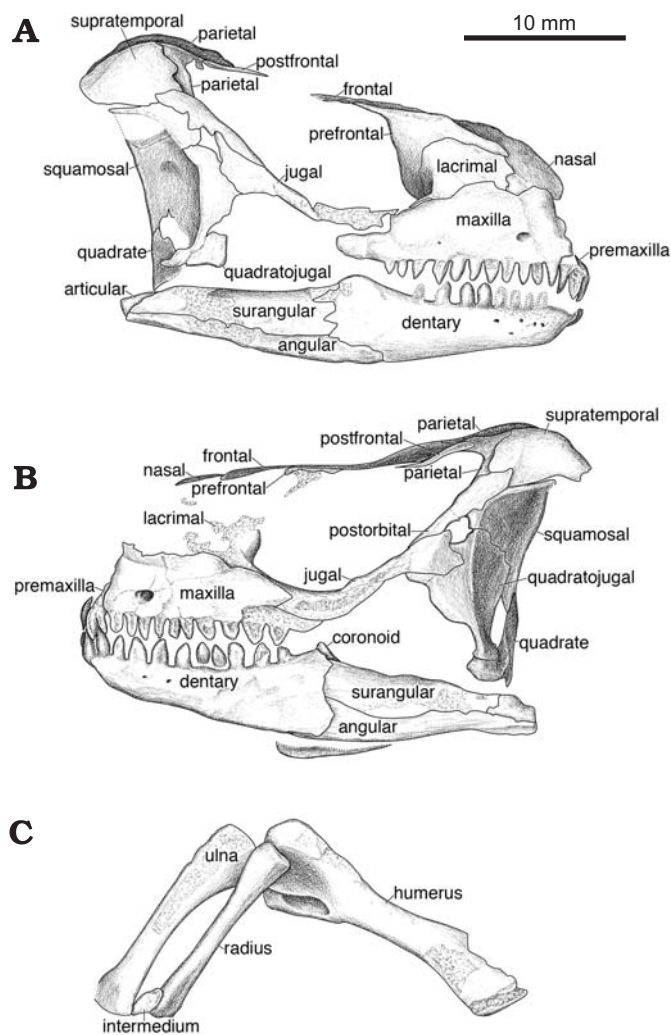 A
supratemporal
parietal
postfrontal
parietal
10 mm
frontal
prefrontal
nasal
lacrimal
squamosal
jugal
maxilla
premaxilla
quadrate
quadratojugal
articular
surangular
dentary
angular
B
parietal
supratemporal
postfrontal
frontal
nasal
prefrontal
parietal
lacrimal
postorbital
squamosal
jugal
quadratojugal
premaxilla
maxilla
coronoid
quadrate
dentary
surangular
angular
C
ulna
humerus
radius
intermedium